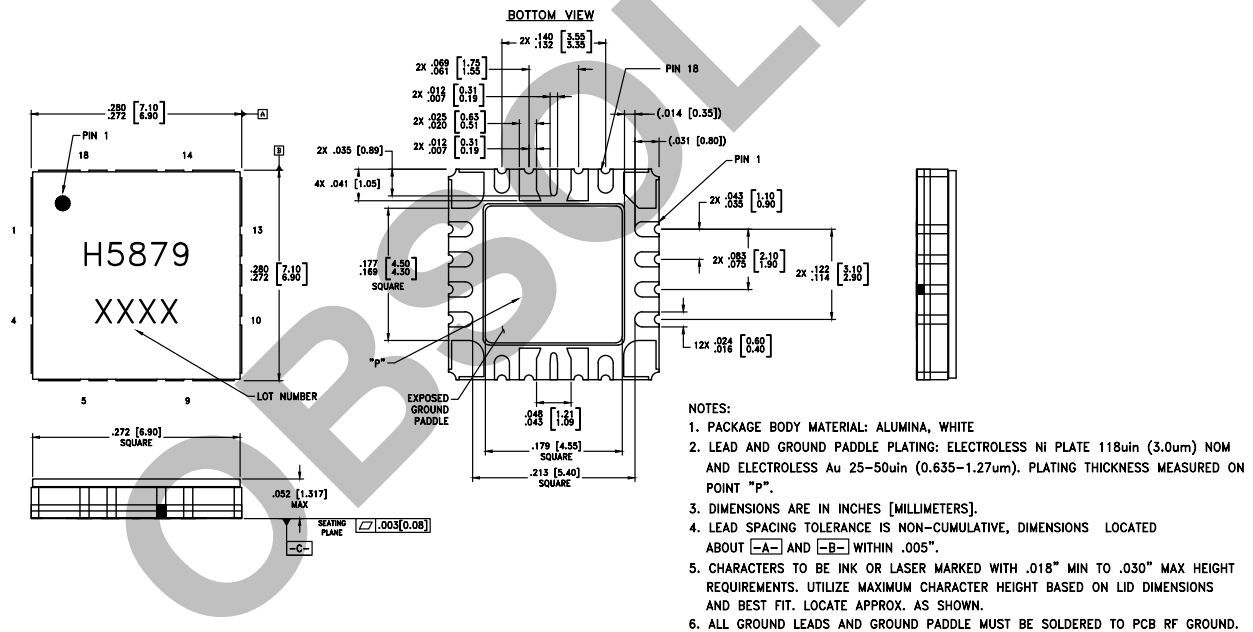 BOTTOM VIEW
2X .140 [3.55]
.132 [3.35]
2X .069 [1.75]
.061 [1.55]
PIN 18
2X .012 [0.31]
.007 [0.19]
.280 [7.10]
.272 [6.90]
A
(.014 [0.35])
2X .025 [0.63]
.020 [0.51]
PIN 1
(.031 [0.80])
18
14
B
2X .035 [0.89]
2X .012 [0.31]
.007 [0.19]
PIN 1
4X .041 [1.05]
2X .043 [1.10]
.035 [0.90]
1
13
H5879
.280 [7.10]
.272 [6.90]
.177 [4.50]
.169 [4.30]
SQUARE
2X .083 [2.10]
.075 [1.90]
2X .122 [3.10]
.114 [2.90]
XXXX
4
10
12X .024 [0.60]
.016 [0.40]
"P"
LOT NUMBER
5
9
EXPOSED
GROUND
PADDLE
.048 [1.21]
.043 [1.09]
.272 [6.90]
SQUARE
.179 [4.55]
SQUARE
.213 [5.40]
SQUARE
.052 [1.317]
MAX
SEATING
PLANE
.003[0.08]
-C-
NOTES:
1. PACKAGE BODY MATERIAL: ALUMINA, WHITE
2. LEAD AND GROUND PADDLE PLATING: ELECTROLESS Ni PLATE 118uin (3.0um) NOM
AND ELECTROLESS Au 25-50uin (0.635-1.27um). PLATING THICKNESS MEASURED ON
POINT "P".
3. DIMENSIONS ARE IN INCHES [MILLIMETERS].
4. LEAD SPACING TOLERANCE IS NON-CUMULATIVE, DIMENSIONS LOCATED
ABOUT -A- AND -B- WITHIN .005".
5. CHARACTERS TO BE INK OR LASER MARKED WITH .018" MIN TO .030" MAX HEIGHT
REQUIREMENTS. UTILIZE MAXIMUM CHARACTER HEIGHT BASED ON LID DIMENSIONS
AND BEST FIT. LOCATE APPROX. AS SHOWN.
6. ALL GROUND LEADS AND GROUND PADDLE MUST BE SOLDERED TO PCB RF GROUND.
OBSOL